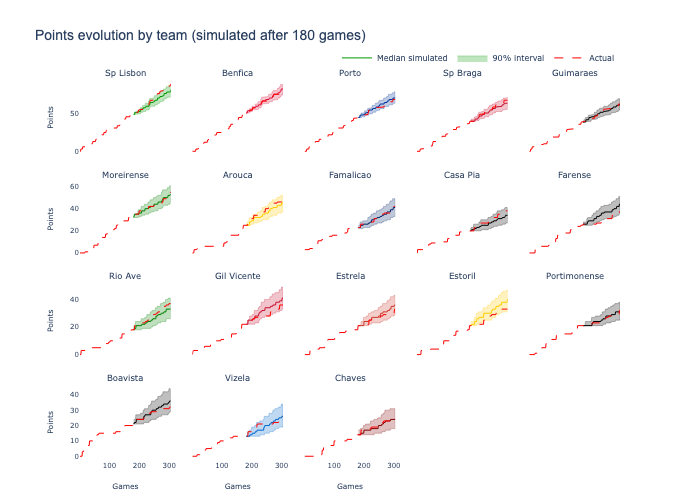 Points evolution by team (simulated after 180 games)
Median simulated 90% interval Actual
Sp Lisbon Benfica Porto Sp Braga Guimaraes
50
0
Points
Moreirense Arouca Famalicao Casa Pia Farense
60
40
20
0
Points
Rio Ave Gil Vicente Estrela Estoril Portimonense
40
20
0
Points
Boavista Vizela Chaves
40
30
20
10
0
Points
100 200 300 100 200 300 100 200 300
Games Games Games